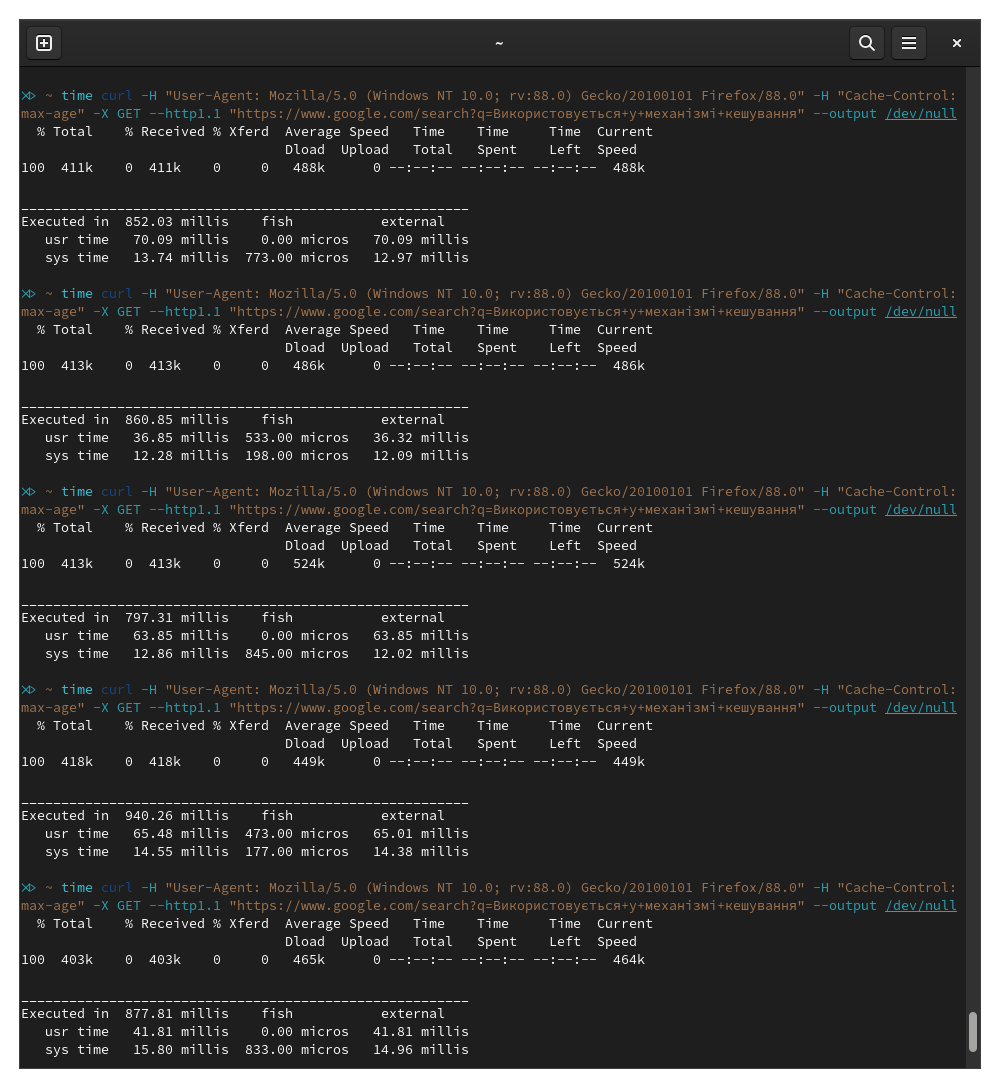 ~
⋊> ~ time curl -H "User-Agent: Mozilla/5.0 (Windows NT 10.0; rv:88.0) Gecko/20100101 Firefox/88.0" -H "Cache-Control:
max-age" -X GET --http1.1 "https://www.google.com/search?q=Використовується+у+механізмі+кешування" --output /dev/null
% Total % Received % Xferd Average Speed Time Time Time Current
Dload Upload Total Spent Left Speed
100 411k 0 411k 0 0 488k 0 --:--:-- --:--:-- --:--:-- 488k
________________________________________________________
Executed in 852.03 millis fish external
usr time 70.09 millis 0.00 micros 70.09 millis
sys time 13.74 millis 773.00 micros 12.97 millis
⋊> ~ time curl -H "User-Agent: Mozilla/5.0 (Windows NT 10.0; rv:88.0) Gecko/20100101 Firefox/88.0" -H "Cache-Control:
max-age" -X GET --http1.1 "https://www.google.com/search?q=Використовується+у+механізмі+кешування" --output /dev/null
% Total % Received % Xferd Average Speed Time Time Time Current
Dload Upload Total Spent Left Speed
100 413k 0 413k 0 0 486k 0 --:--:-- --:--:-- --:--:-- 486k
________________________________________________________
Executed in 860.85 millis fish external
usr time 36.85 millis 533.00 micros 36.32 millis
sys time 12.28 millis 198.00 micros 12.09 millis
⋊> ~ time curl -H "User-Agent: Mozilla/5.0 (Windows NT 10.0; rv:88.0) Gecko/20100101 Firefox/88.0" -H "Cache-Control:
max-age" -X GET --http1.1 "https://www.google.com/search?q=Використовується+у+механізмі+кешування" --output /dev/null
% Total % Received % Xferd Average Speed Time Time Time Current
Dload Upload Total Spent Left Speed
100 413k 0 413k 0 0 524k 0 --:--:-- --:--:-- --:--:-- 524k
________________________________________________________
Executed in 797.31 millis fish external
usr time 63.85 millis 0.00 micros 63.85 millis
sys time 12.86 millis 845.00 micros 12.02 millis
⋊> ~ time curl -H "User-Agent: Mozilla/5.0 (Windows NT 10.0; rv:88.0) Gecko/20100101 Firefox/88.0" -H "Cache-Control:
max-age" -X GET --http1.1 "https://www.google.com/search?q=Використовується+у+механізмі+кешування" --output /dev/null
% Total % Received % Xferd Average Speed Time Time Time Current
Dload Upload Total Spent Left Speed
100 418k 0 418k 0 0 449k 0 --:--:-- --:--:-- --:--:-- 449k
________________________________________________________
Executed in 940.26 millis fish external
usr time 65.48 millis 473.00 micros 65.01 millis
sys time 14.55 millis 177.00 micros 14.38 millis
⋊> ~ time curl -H "User-Agent: Mozilla/5.0 (Windows NT 10.0; rv:88.0) Gecko/20100101 Firefox/88.0" -H "Cache-Control:
max-age" -X GET --http1.1 "https://www.google.com/search?q=Використовується+у+механізмі+кешування" --output /dev/null
% Total % Received % Xferd Average Speed Time Time Time Current
Dload Upload Total Spent Left Speed
100 403k 0 403k 0 0 465k 0 --:--:-- --:--:-- --:--:-- 464k
________________________________________________________
Executed in 877.81 millis fish external
usr time 41.81 millis 0.00 micros 41.81 millis
sys time 15.80 millis 833.00 micros 14.96 millis